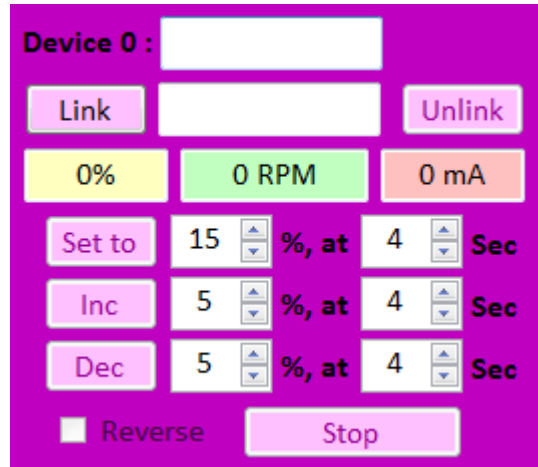 Device 0 :
Link Unlink
0% 0 RPM 0 mA
Set to 15 %, at 4 Sec
Inc 5 %, at 4 Sec
Dec 5 %, at 4 Sec
Reverse Stop